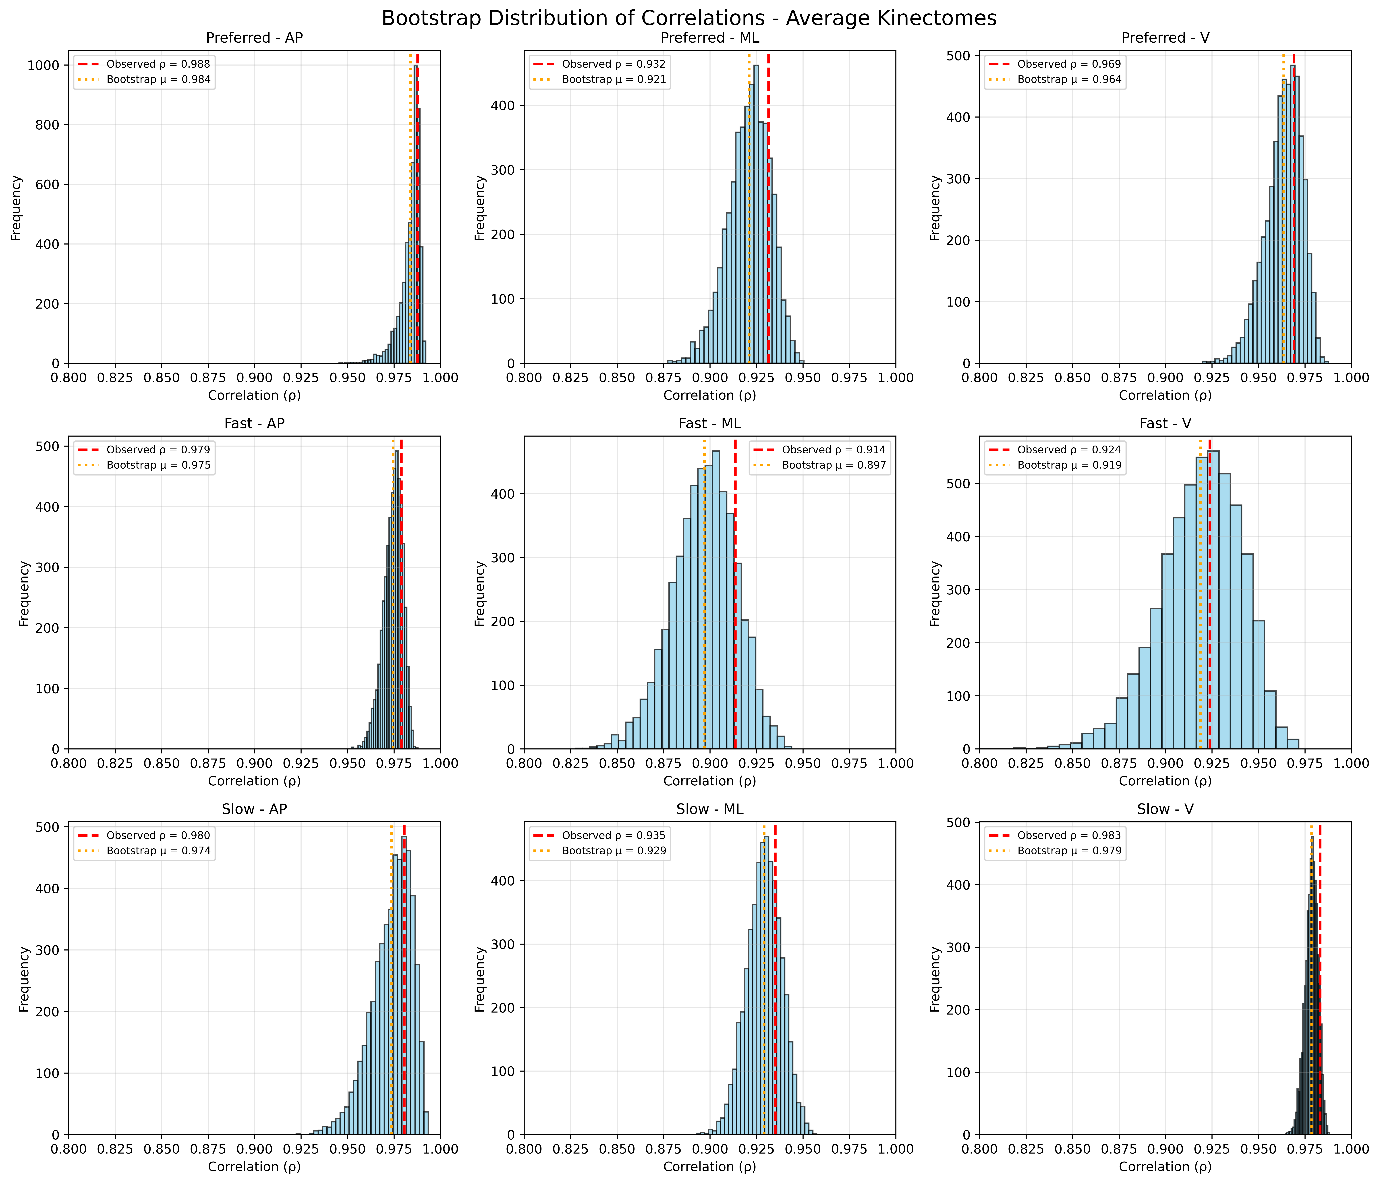 Bootstrap Distribution of Correlations - Average Kinectomes
Preferred - AP
Observed ρ = 0.988
Bootstrap μ = 0.984
Frequency
1000
800
600
400
200
0
0.800 0.825 0.850 0.875 0.900 0.925 0.950 0.975 1.000
Correlation (ρ)
Preferred - ML
Observed ρ = 0.932
Bootstrap μ = 0.921
Frequency
400
300
200
100
0
0.800 0.825 0.850 0.875 0.900 0.925 0.950 0.975 1.000
Correlation (ρ)
Preferred - V
Observed ρ = 0.969
Bootstrap μ = 0.964
Frequency
500
400
300
200
100
0
0.800 0.825 0.850 0.875 0.900 0.925 0.950 0.975 1.000
Correlation (ρ)
Fast - AP
Observed ρ = 0.979
Bootstrap μ = 0.975
Frequency
500
400
300
200
100
0
0.800 0.825 0.850 0.875 0.900 0.925 0.950 0.975 1.000
Correlation (ρ)
Fast - ML
Observed ρ = 0.914
Bootstrap μ = 0.897
Frequency
400
300
200
100
0
0.800 0.825 0.850 0.875 0.900 0.925 0.950 0.975 1.000
Correlation (ρ)
Fast - V
Observed ρ = 0.924
Bootstrap μ = 0.919
Frequency
500
400
300
200
100
0
0.800 0.825 0.850 0.875 0.900 0.925 0.950 0.975 1.000
Correlation (ρ)
Slow - AP
Observed ρ = 0.980
Bootstrap μ = 0.974
Frequency
500
400
300
200
100
0
0.800 0.825 0.850 0.875 0.900 0.925 0.950 0.975 1.000
Correlation (ρ)
Slow - ML
Observed ρ = 0.935
Bootstrap μ = 0.929
Frequency
400
300
200
100
0
0.800 0.825 0.850 0.875 0.900 0.925 0.950 0.975 1.000
Correlation (ρ)
Slow - V
Observed ρ = 0.983
Bootstrap μ = 0.979
Frequency
500
400
300
200
100
0
0.800 0.825 0.850 0.875 0.900 0.925 0.950 0.975 1.000
Correlation (ρ)